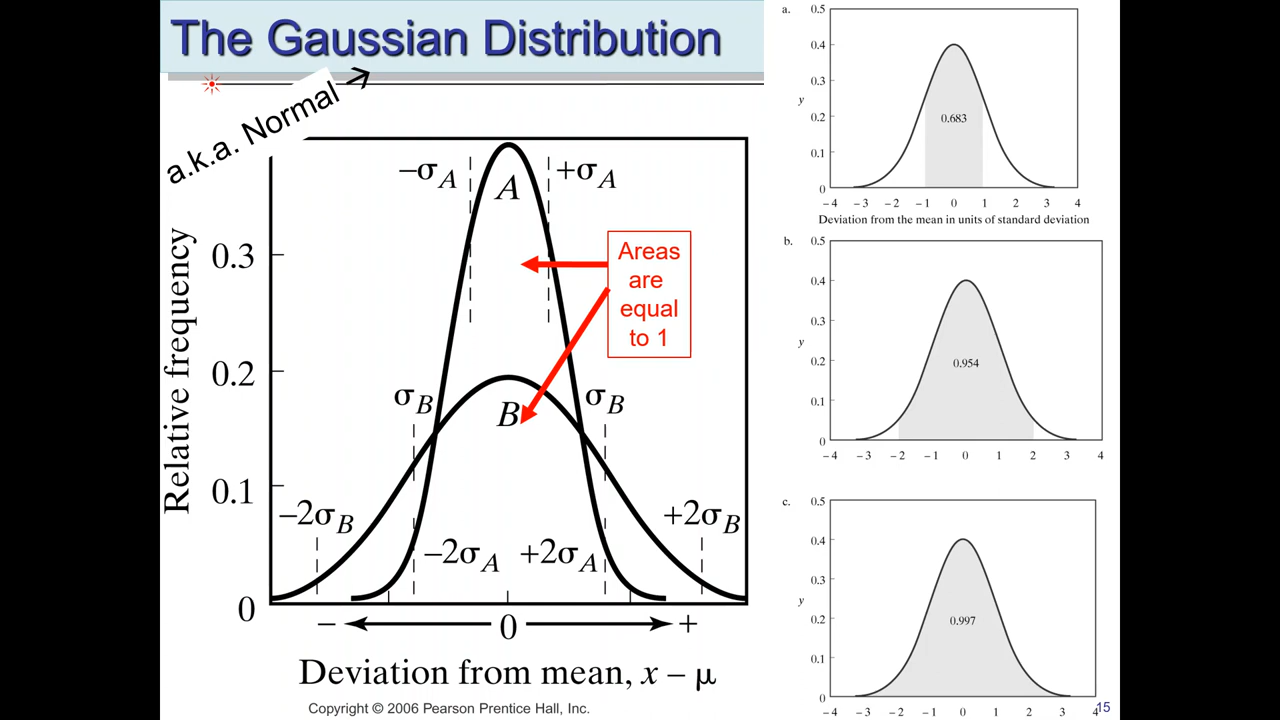 The Gaussian Distribution
a.k.a. Normal →
Relative frequency
0.3
0.2
0.1
0
−σA
+σA
A
Areas
are
equal
to 1
σB
B
σB
−2σB
+2σB
−2σA
+2σA
−
0
+
Deviation from mean, x − μ
Copyright © 2006 Pearson Prentice Hall, Inc.
a.
0.5
0.4
0.3
y
0.2
0.1
0
0.683
−4 −3 −2 −1 0 1 2 3 4
Deviation from the mean in units of standard deviation
b.
0.5
0.4
0.3
y
0.2
0.1
0
0.954
−4 −3 −2 −1 0 1 2 3 4
c.
0.5
0.4
0.3
y
0.2
0.1
0
0.997
−4 −3 −2 −1 0 1 2 3 4
15